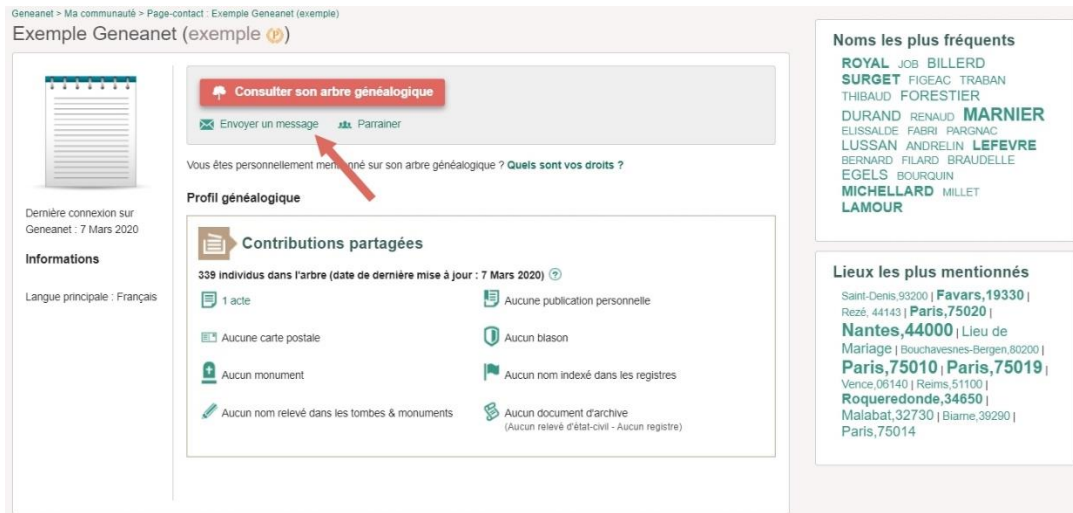 Geneanet > Ma communauté > Page-contact : Exemple Geneanet (exemple)
Exemple Geneanet (exemple)
Consulter son arbre généalogique
Envoyer un message
Parrainer
Vous êtes personnellement mentionné sur son arbre généalogique ? Quels sont vos droits ?
Dernière connexion sur
Geneanet : 7 Mars 2020
Informations
Langue principale : Français
Profil généalogique
Contributions partagées
339 individus dans l'arbre (date de dernière mise à jour : 7 Mars 2020) ?
1 acte
Aucune publication personnelle
Aucune carte postale
Aucun blason
Aucun monument
Aucun nom indexé dans les registres
Aucun nom relevé dans les tombes & monuments
Aucun document d'archive
(Aucun relevé d'état-civil - Aucun registre)
Noms les plus fréquents
ROYAL JOB BILLERD
SURGET FIGEAC TRABAN
THIBAUD FORESTIER
DURAND RENAUD MARNIER
ELISSALDE FABRI PARGNAC
LUSSAN ANDRELIN LEFEVRE
BERNARD FILARD BRAUDELLE
EGELS BOURQUIN
MICHELLARD MILLET
LAMOUR
Lieux les plus mentionnés
Saint-Denis,93200 | Favars,19330 |
Rezé, 44143 | Paris,75020 |
Nantes,44000 | Lieu de
Mariage | Bouchavesnes-Bergen,80200 |
Paris,75010 | Paris,75019 |
Vence,06140 | Reims,51100 |
Roqueredonde,34650 |
Malabat,32730 | Biarne,39290 |
Paris,75014